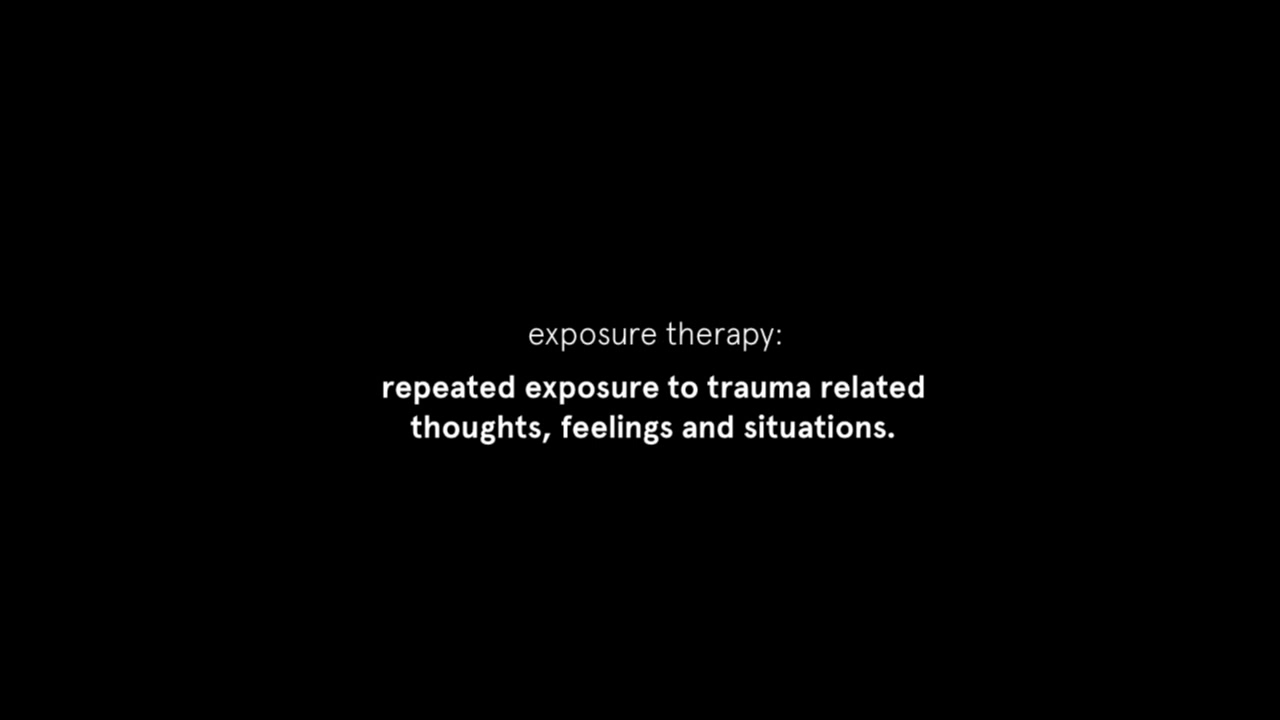 exposure therapy:
repeated exposure to trauma related
thoughts, feelings and situations.